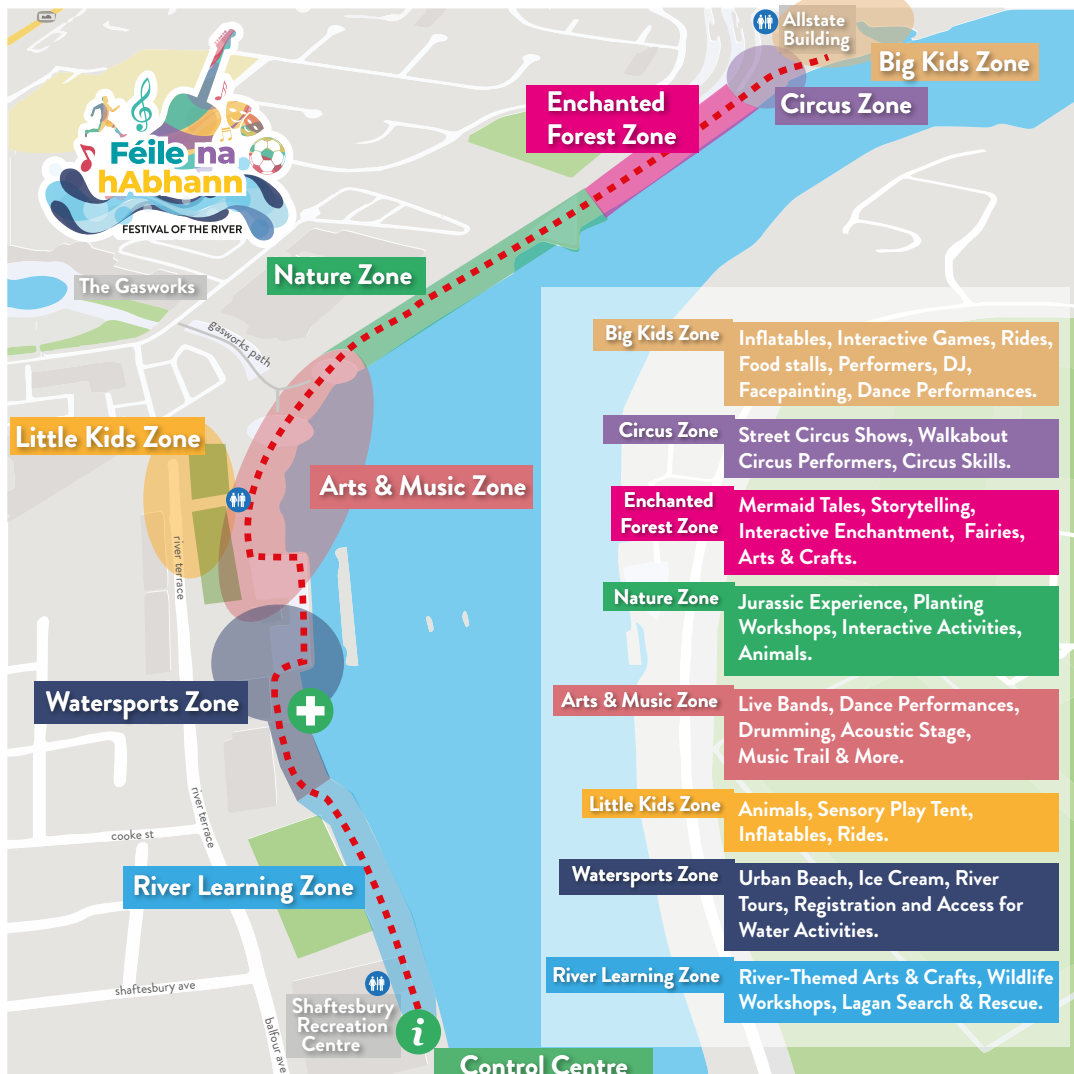 Allstate
Building
Big Kids Zone
Circus Zone
Enchanted
Forest Zone
Féile na
hAbhann
FESTIVAL OF THE RIVER
Nature Zone
The Gasworks
gasworks path
Little Kids Zone
Arts & Music Zone
river terrace
Watersports Zone
river terrace
cooke st
River Learning Zone
shaftesbury ave
Shaftesbury
Recreation
Centre
balfour ave
i
Control Centre
Big Kids Zone
Inflatables, Interactive Games, Rides,
Food stalls, Performers, DJ,
Facepainting, Dance Performances.
Circus Zone
Street Circus Shows, Walkabout
Circus Performers, Circus Skills.
Enchanted
Forest Zone
Mermaid Tales, Storytelling,
Interactive Enchantment, Fairies,
Arts & Crafts.
Nature Zone
Jurassic Experience, Planting
Workshops, Interactive Activities,
Animals.
Arts & Music Zone
Live Bands, Dance Performances,
Drumming, Acoustic Stage,
Music Trail & More.
Little Kids Zone
Animals, Sensory Play Tent,
Inflatables, Rides.
Watersports Zone
Urban Beach, Ice Cream, River
Tours, Registration and Access for
Water Activities.
River Learning Zone
River-Themed Arts & Crafts, Wildlife
Workshops, Lagan Search & Rescue.